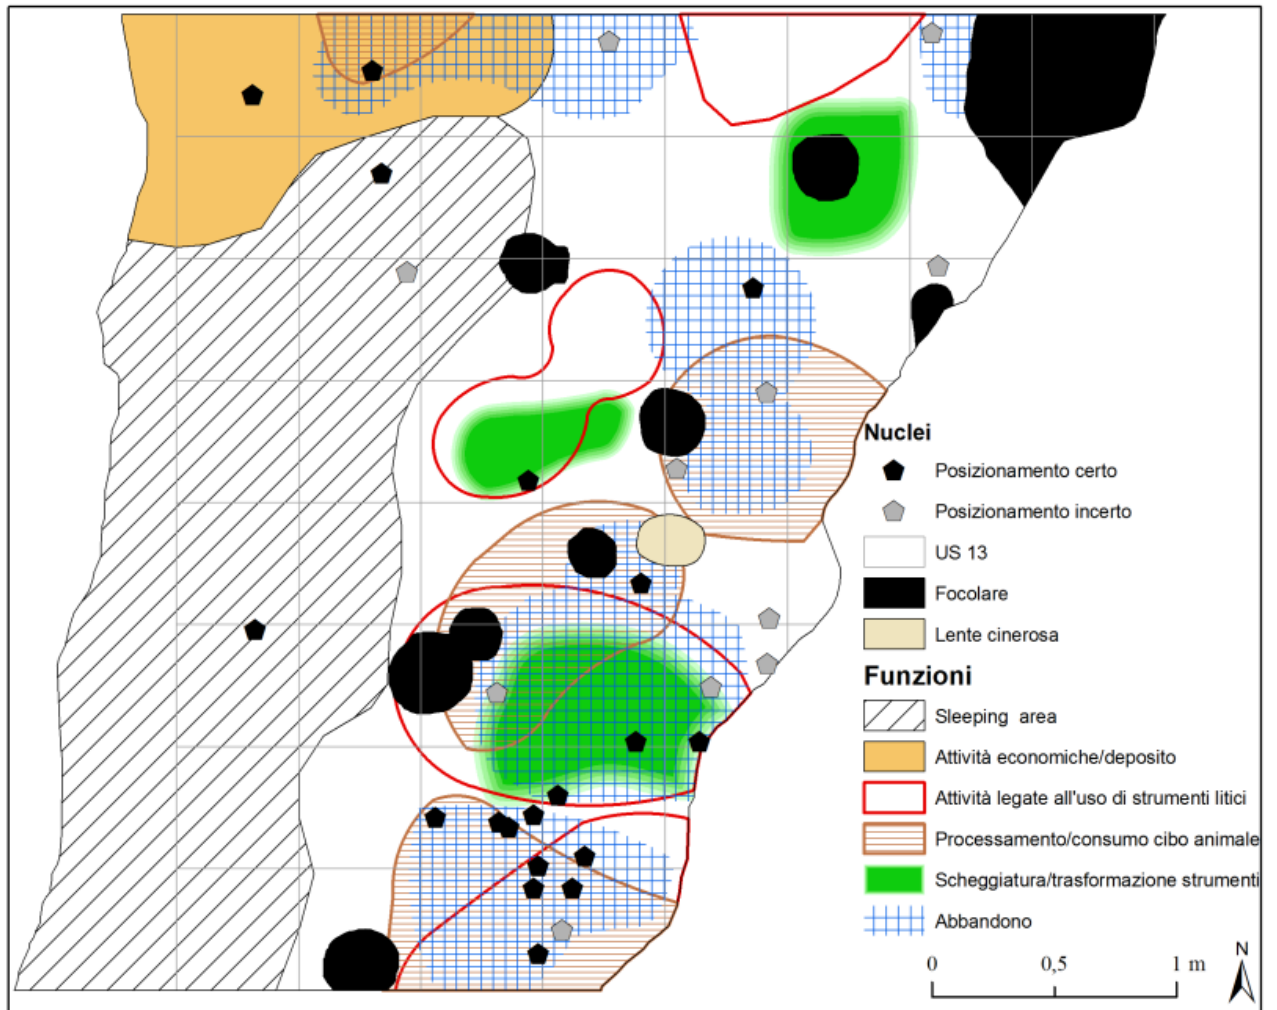 Nuclei
Posizionamento certo
Posizionamento incerto
US 13
Focolare
Lente cinerosa
Funzioni
Sleeping area
Attività economiche/deposito
Attività legate all'uso di strumenti litici
Processamento/consumo cibo animale
Scheggiatura/trasformazione strumenti
Abbandono
N
0 0,5 1 m